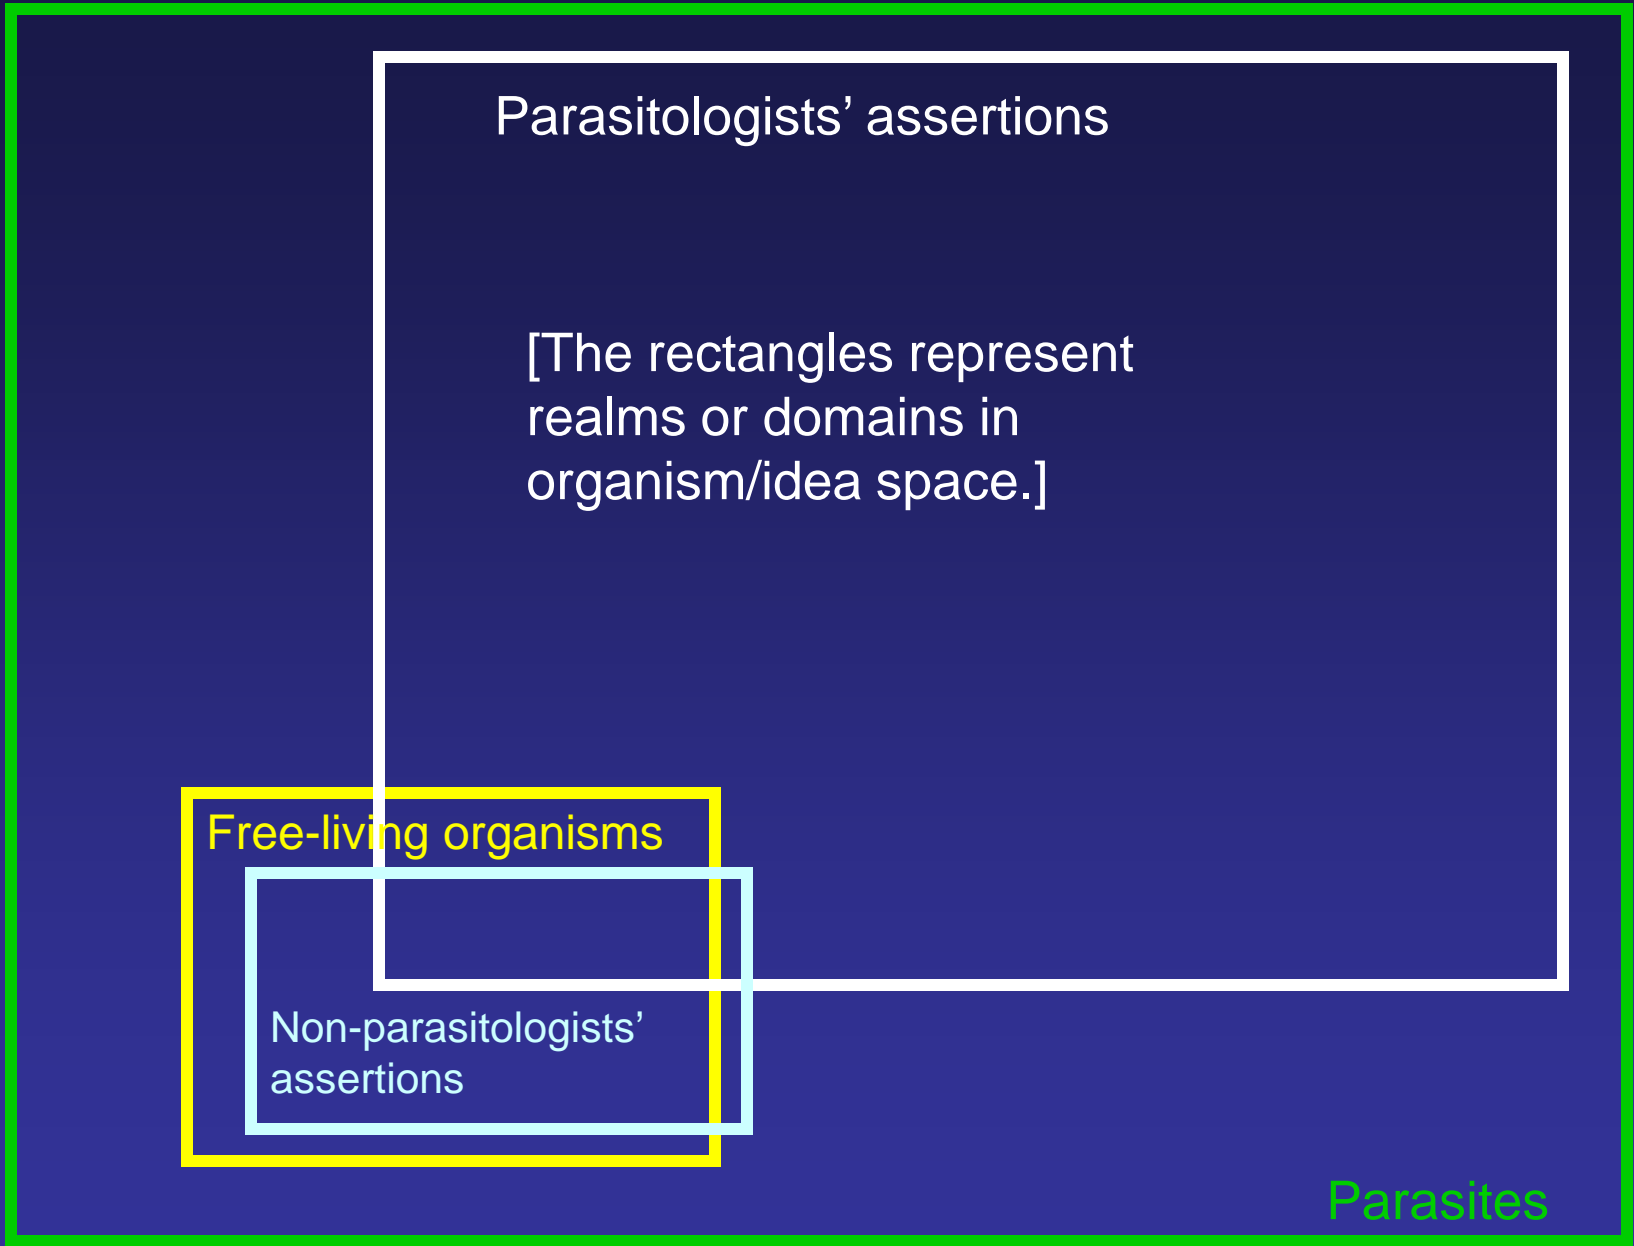 Parasitologists’ assertions
[The rectangles represent
realms or domains in
organism/idea space.]
Free-living organisms
Non-parasitologists’
assertions
Parasites